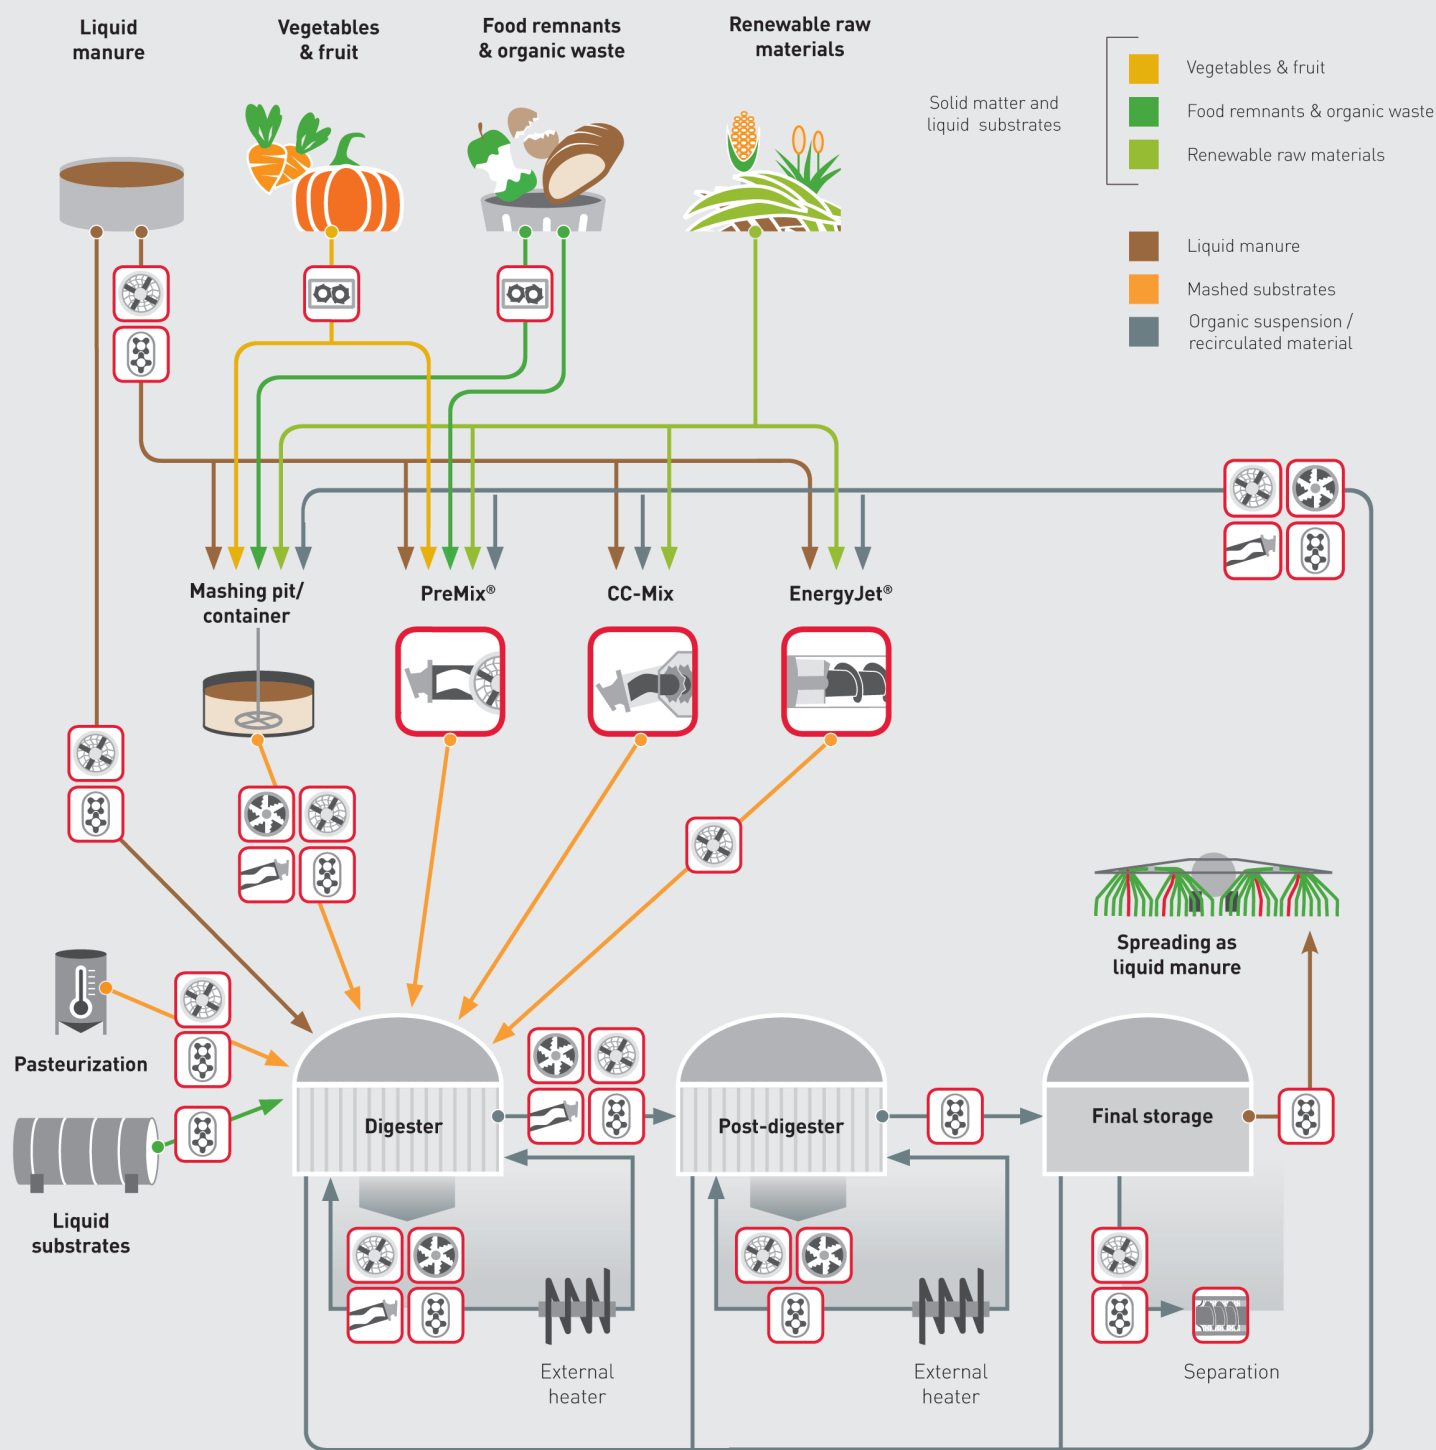 Liquid
manure
Vegetables
& fruit
Food remnants
& organic waste
Renewable raw
materials
Solid matter and
liquid substrates
Vegetables & fruit
Food remnants & organic waste
Renewable raw materials
Liquid manure
Mashed substrates
Organic suspension /
recirculated material
Mashing pit/
container
PreMix®
CC-Mix
EnergyJet®
Spreading as
liquid manure
Pasteurization
Liquid
substrates
Digester
Post-digester
Final storage
External
heater
External
heater
Separation